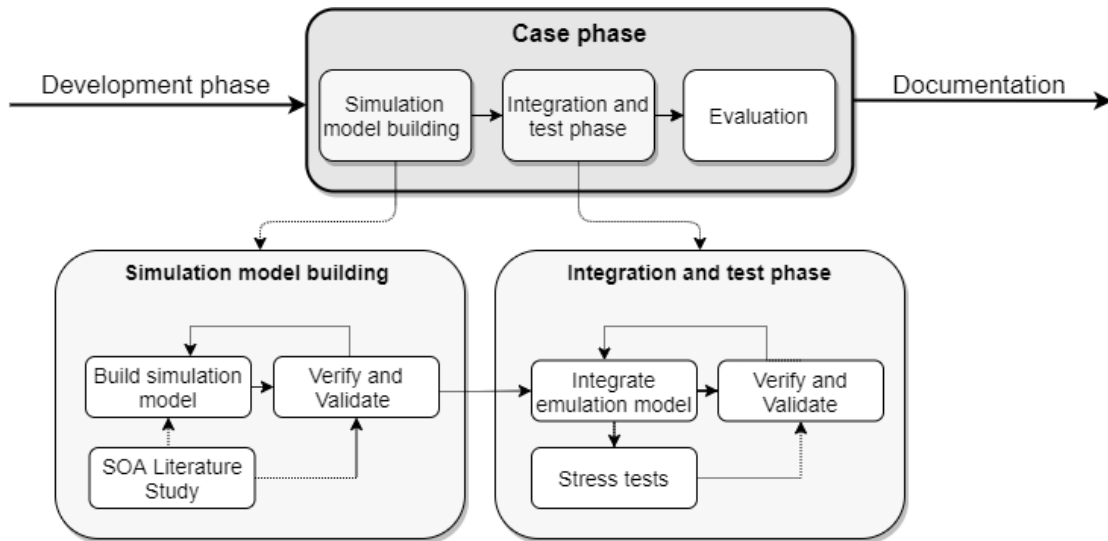 Case phase
Development phase
Documentation
Simulation
model building
Integration and
test phase
Evaluation
Simulation model building
Build simulation
model
Verify and
Validate
SOA Literature
Study
Integration and test phase
Integrate
emulation model
Verify and
Validate
Stress tests